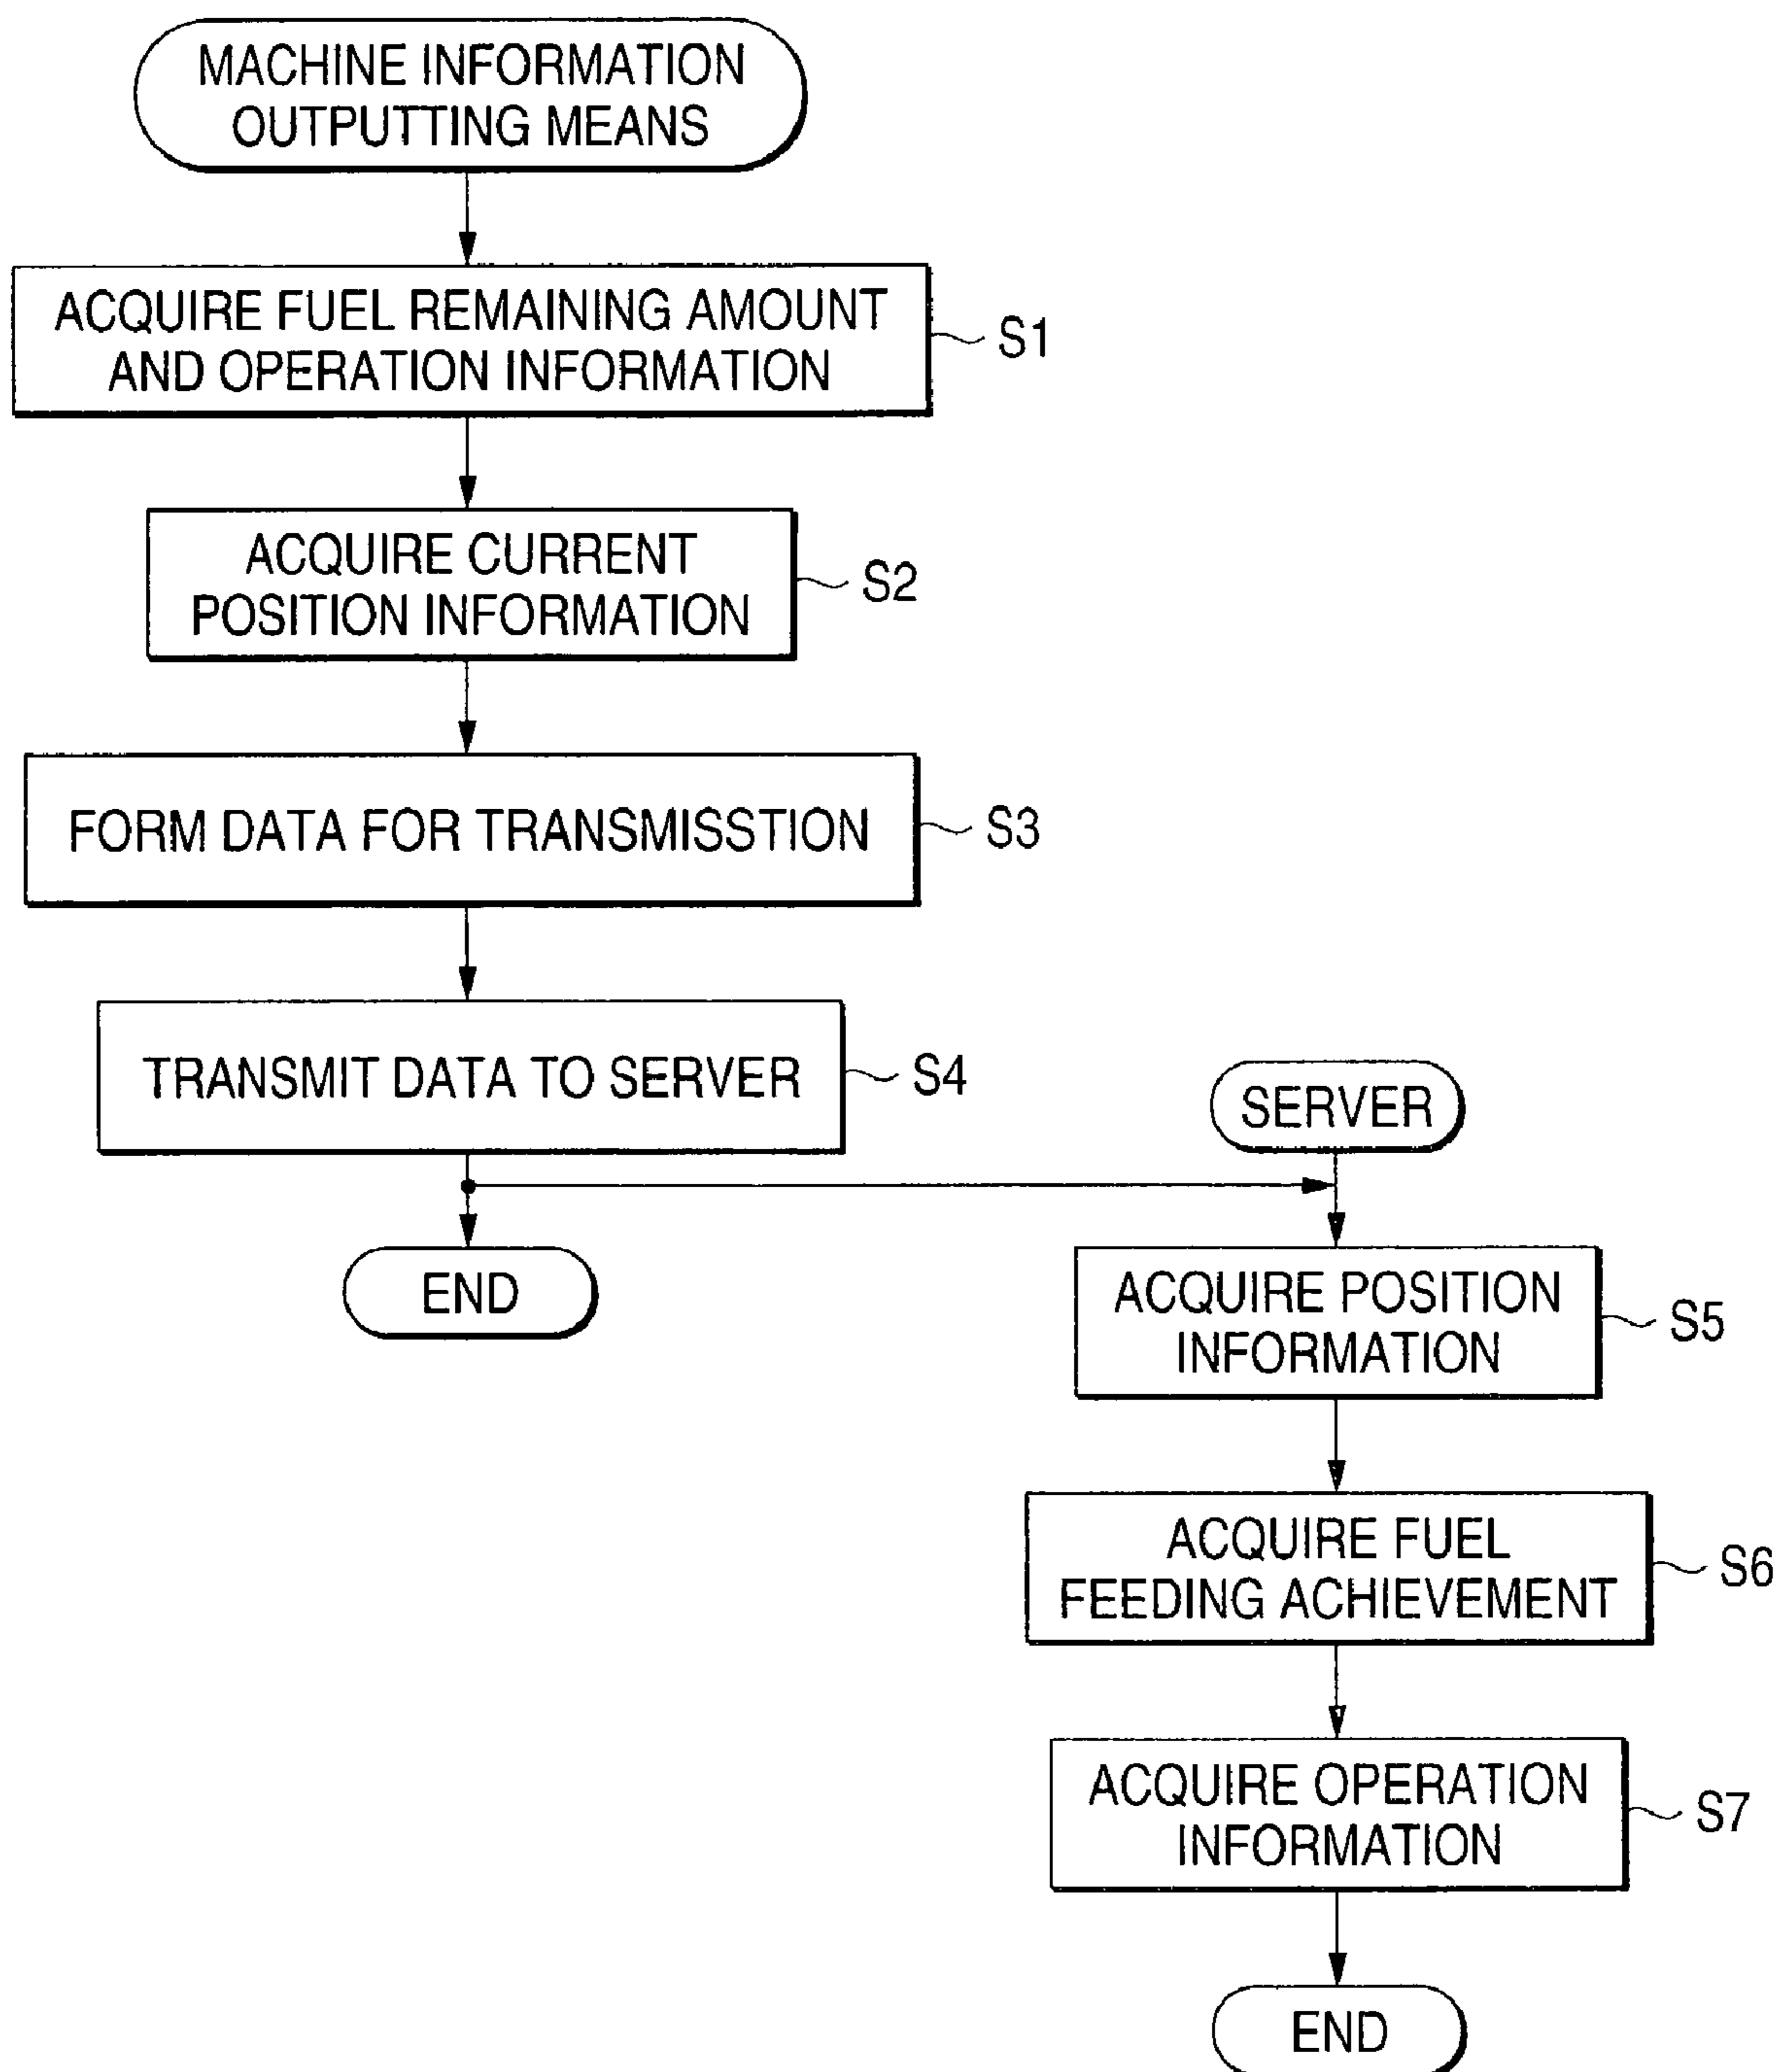 MACHINE INFORMATION
OUTPUTTING MEANS
ACQUIRE FUEL REMAINING AMOUNT
AND OPERATION INFORMATION
S1
ACQUIRE CURRENT
POSITION INFORMATION
S2
FORM DATA FOR TRANSMISSTION
S3
TRANSMIT DATA TO SERVER
S4
END
SERVER
ACQUIRE POSITION
INFORMATION
S5
ACQUIRE FUEL
FEEDING ACHIEVEMENT
S6
ACQUIRE OPERATION
INFORMATION
S7
END